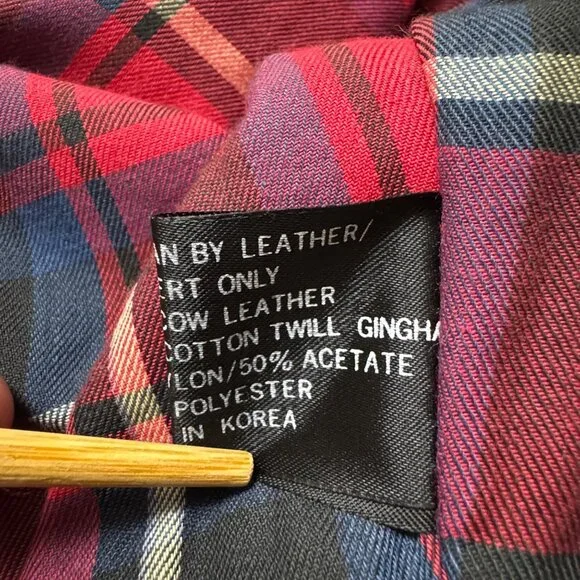 AN BY LEATHER/
ERT ONLY
COW LEATHER
COTTON TWILL GINGHA
LON/50% ACETATE
POLYESTER
IN KOREA